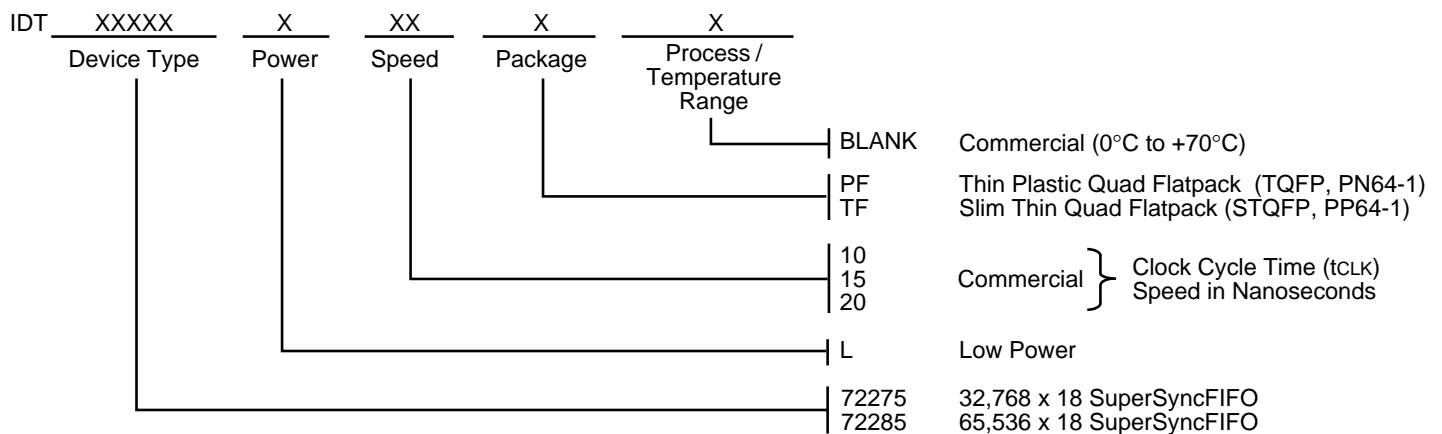 IDT XXXXX X XX X X
Device Type Power Speed Package Process /
Temperature
Range
BLANK Commercial (0°C to +70°C)
PF Thin Plastic Quad Flatpack (TQFP, PN64-1)
TF Slim Thin Quad Flatpack (STQFP, PP64-1)
10
15 Commercial Clock Cycle Time (tCLK)
20 Speed in Nanoseconds
L Low Power
72275 32,768 x 18 SuperSyncFIFO
72285 65,536 x 18 SuperSyncFIFO